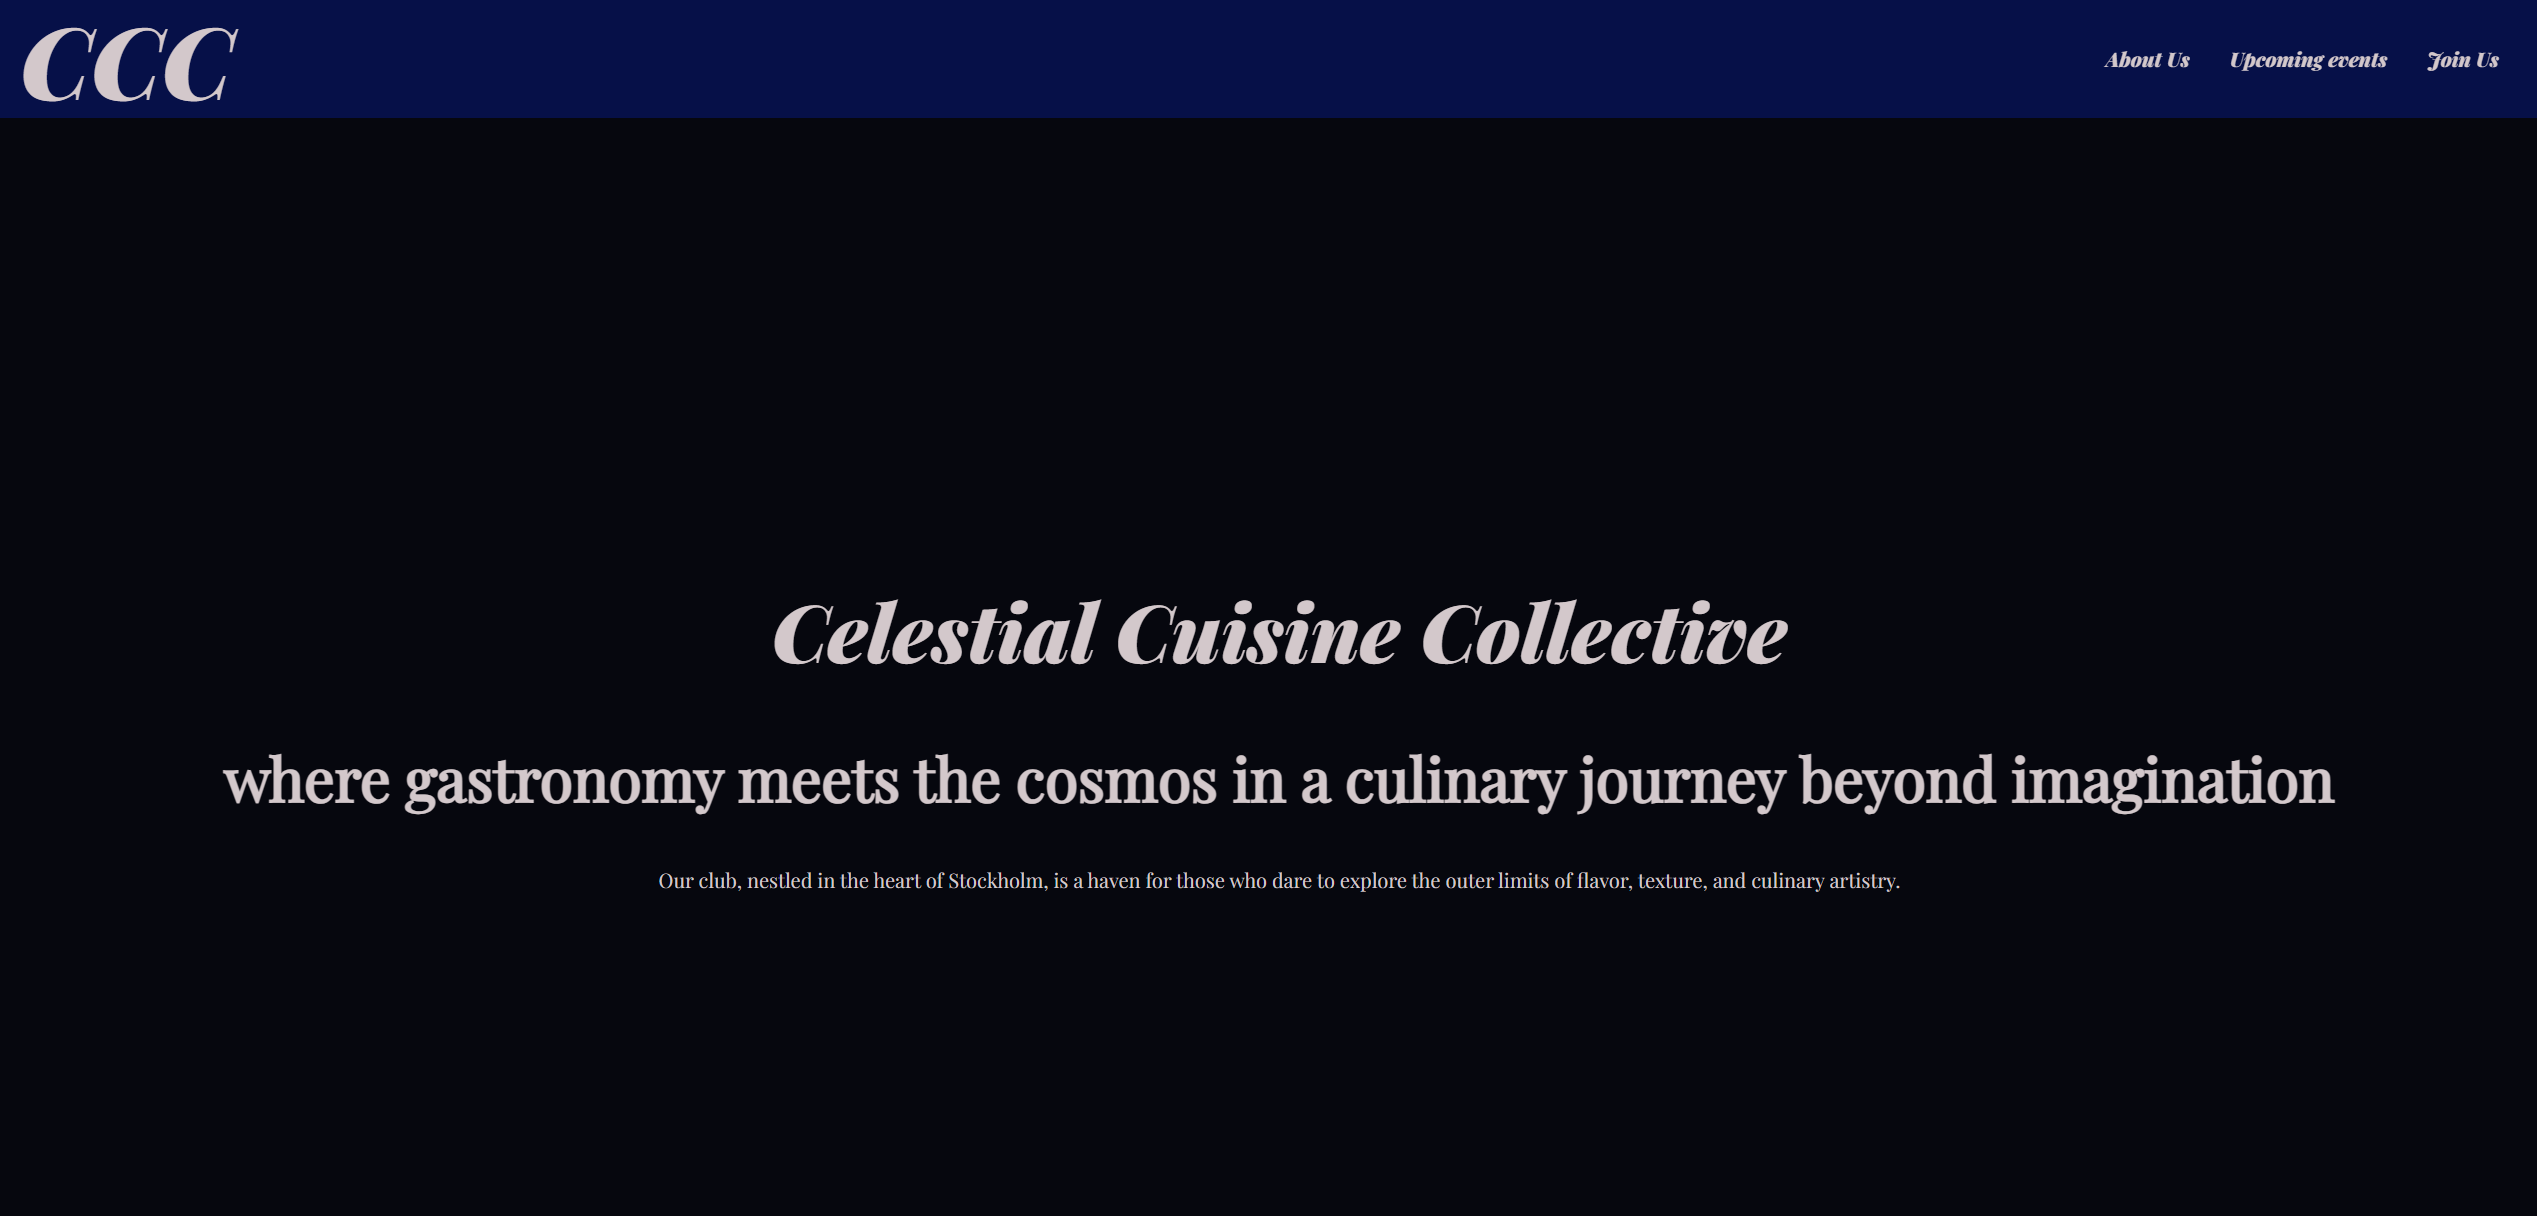 CCC
About Us Upcoming events Join Us
Celestial Cuisine Collective
where gastronomy meets the cosmos in a culinary journey beyond imagination
Our club, nestled in the heart of Stockholm, is a haven for those who dare to explore the outer limits of flavor, texture, and culinary artistry.